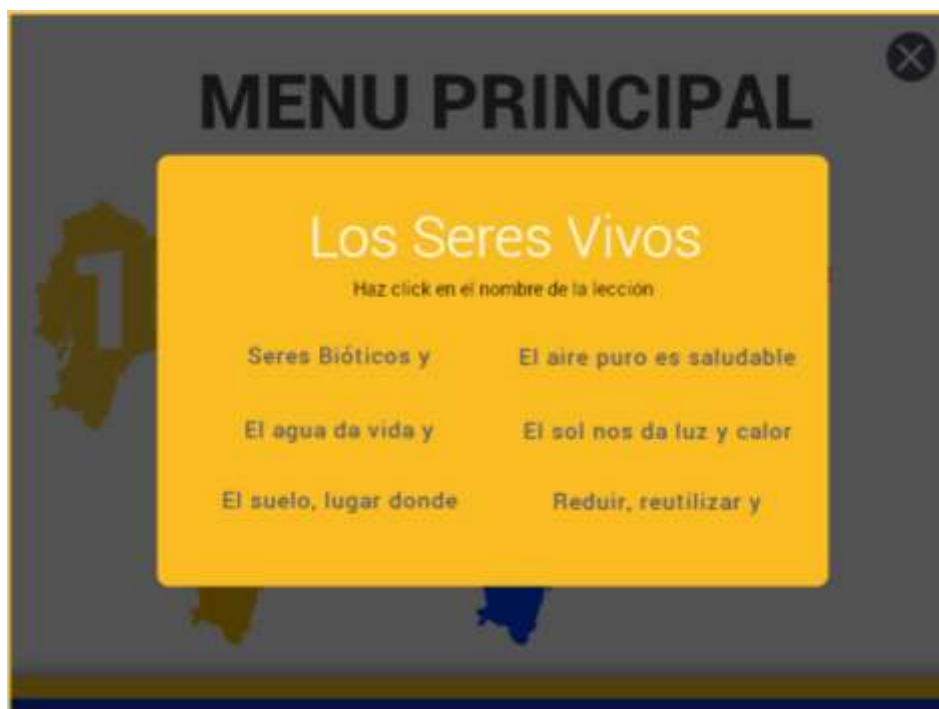 MENU PRINCIPAL
1
Los Seres Vivos
Haz click en el nombre de la lección
Seres Bióticos y
El aire puro es saludable
El agua da vida y
El sol nos da luz y calor
El suelo, lugar donde
Reduir, reutilizar y